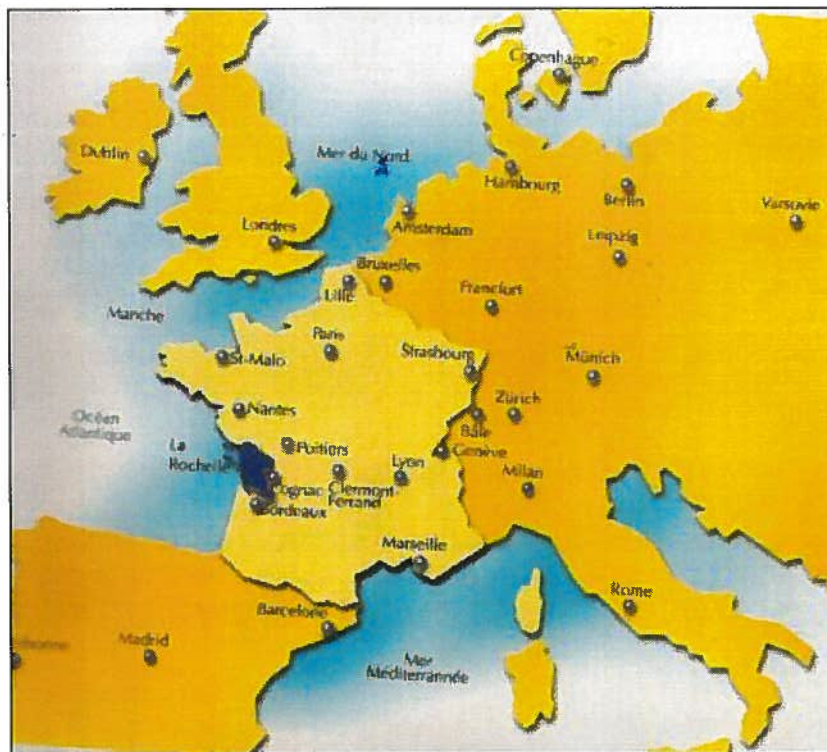 Copenhague
Dublin
Mer du Nord
Hambourg
Berlin
Varsovie
Londres
Amsterdam
Leipzig
Bruxelles
Lille
Francfort
Manche
Paris
St-Malo
Strasbourg
Münich
Nantes
Zürich
Océan
Atlantique
Bâle
La
Rochelle
Poitiers
Genève
Lyon
Milan
Cognac
Clermont-
Ferrand
Bordeaux
Marseille
Barcelone
Rome
Madrid
Mer
Méditerrannée